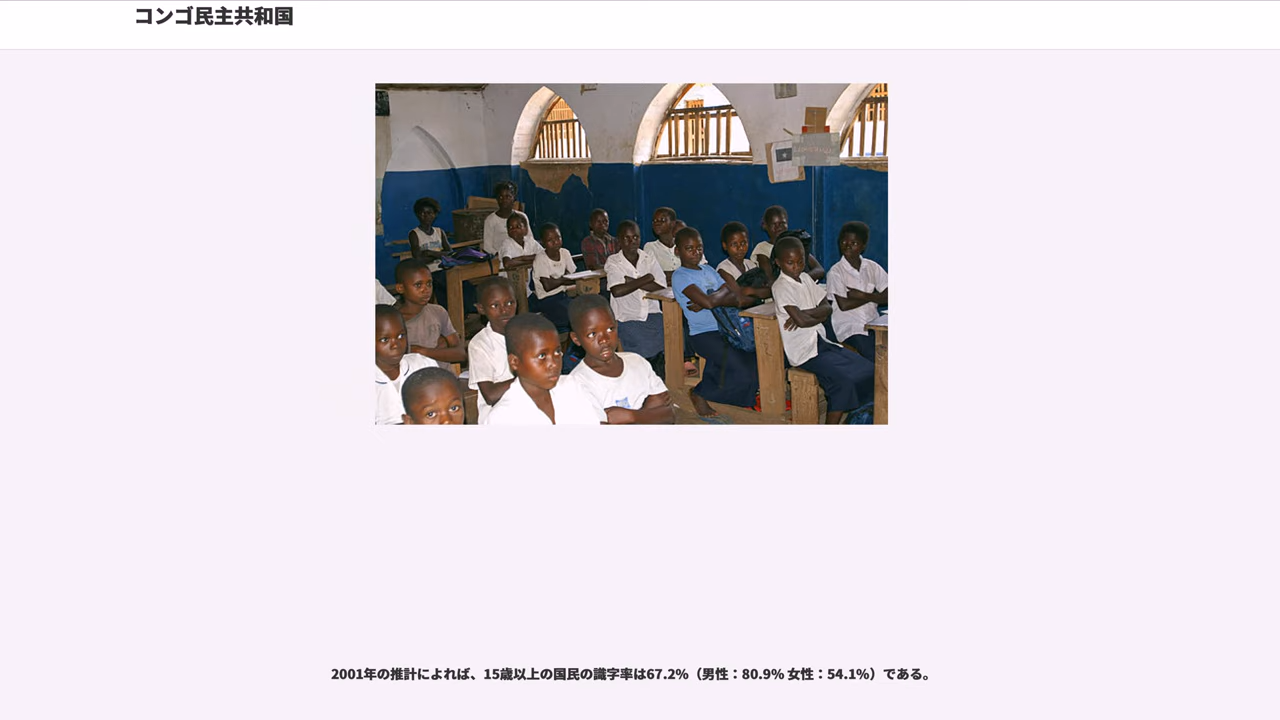 コンゴ民主共和国
2001年の推計によれば、15歳以上の国民の識字率は67.2%（男性：80.9% 女性：54.1%）である。